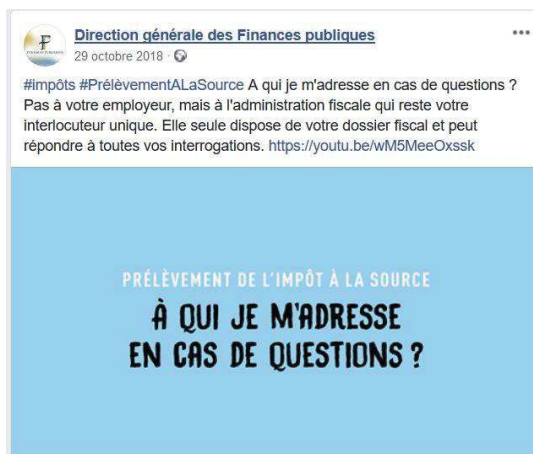 Direction générale des Finances publiques
29 octobre 2018
#impôts #PrélèvementALaSource A qui je m'adresse en cas de questions ?
Pas à votre employeur, mais à l'administration fiscale qui reste votre
interlocuteur unique. Elle seule dispose de votre dossier fiscal et peut
répondre à toutes vos interrogations. https://youtu.be/wM5MeeOxssk
PRÉLÈVEMENT DE L'IMPÔT À LA SOURCE
À QUI JE M'ADRESSE
EN CAS DE QUESTIONS ?